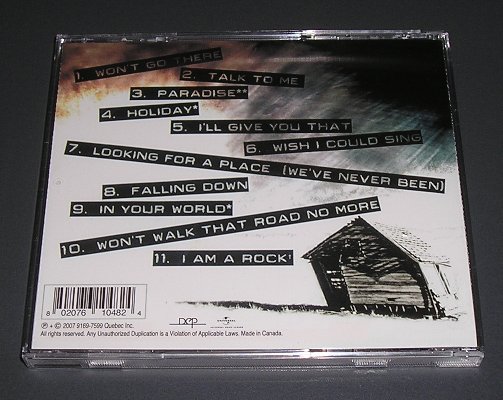 1. WON'T GO THERE
2. TALK TO ME
3. PARADISE**
4. HOLIDAY*
5. I'LL GIVE YOU THAT
6. WISH I COULD SING
7. LOOKING FOR A PLACE (WE'VE NEVER BEEN)
8. FALLING DOWN
9. IN YOUR WORLD*
10. WON'T WALK THAT ROAD NO MORE
11. I AM A ROCK†
8 02076 10482 4
DEP
UNIVERSAL
℗ + © 2007 9169-7599 Quebec Inc.
All rights reserved. Any Unauthorized Duplication is a Violation of Applicable Laws. Made in Canada.